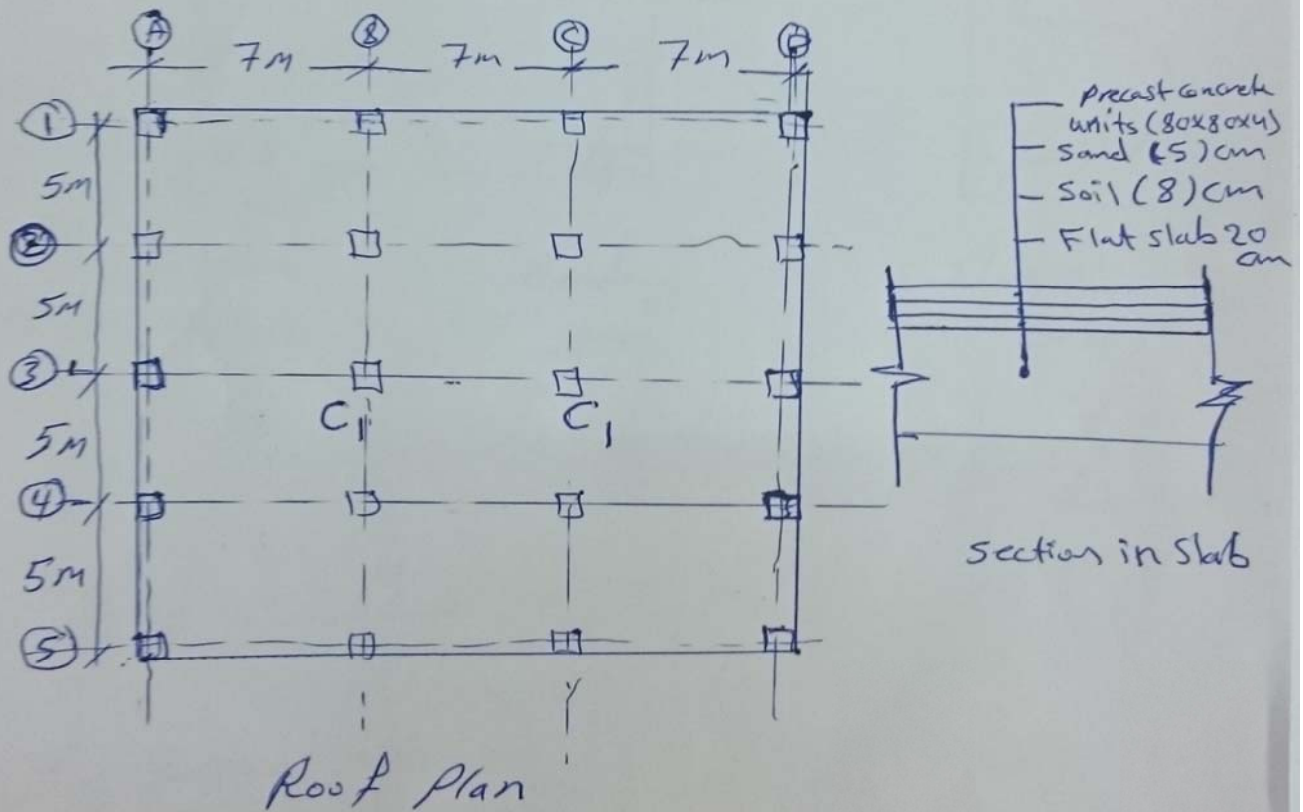 A
8
C
D
7m
7m
7m
1
2
3
4
5
5m
5m
5m
5m
C1
C1
Roof Plan
precast concrete
units (80x80x4)
Sand (5) cm
Soil (8) cm
Flat slab 20
cm
section in Slab